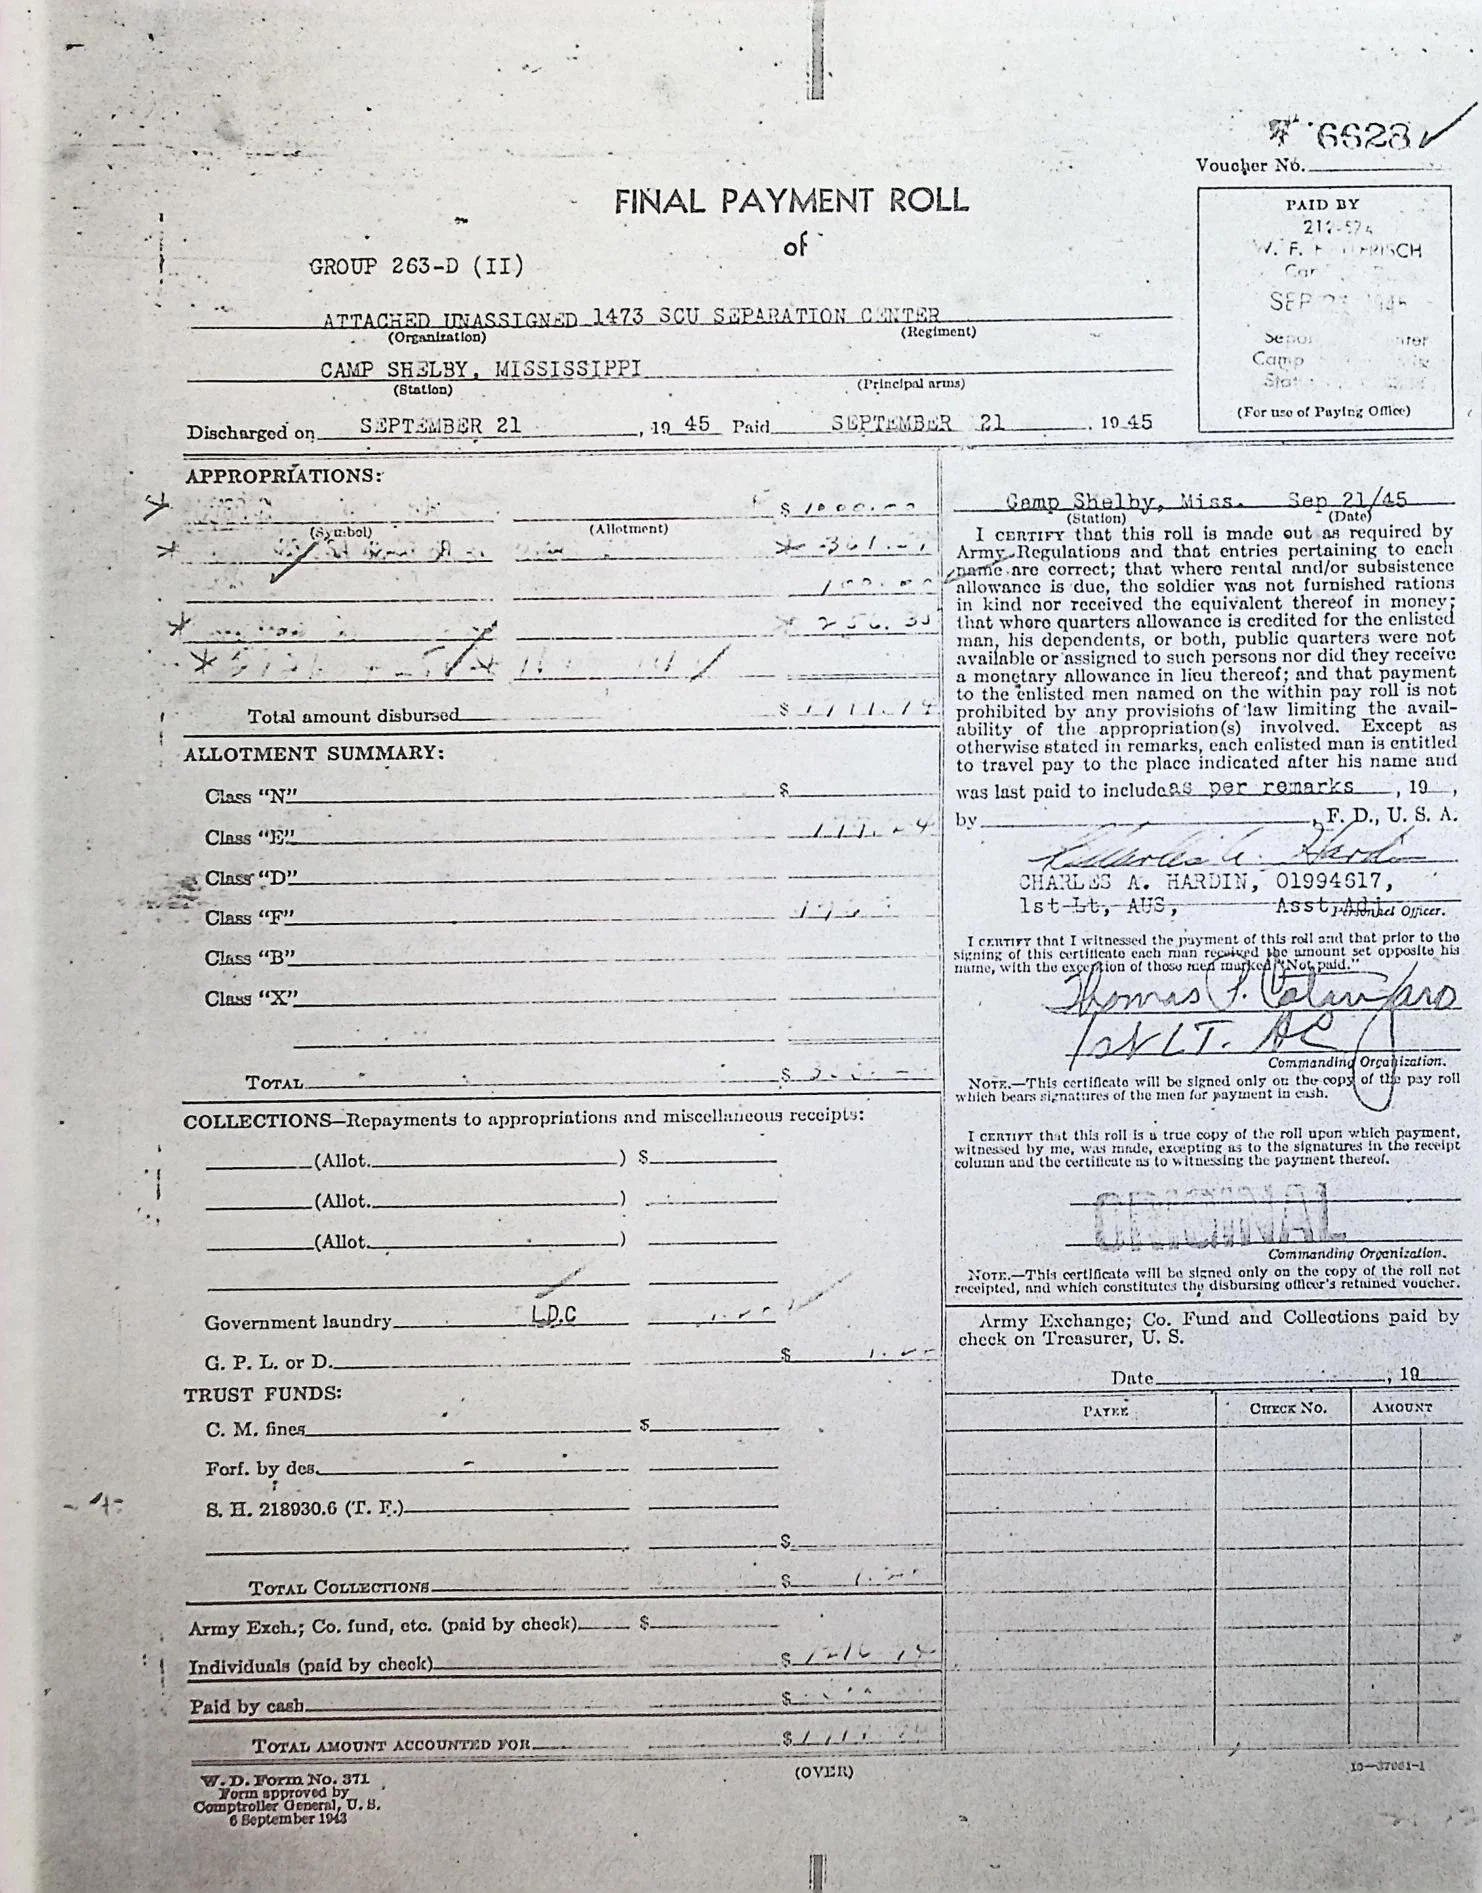 6628
Voucher No.
FINAL PAYMENT ROLL
of
GROUP 263-D (II)
ATTACHED UNASSIGNED 1473 SCU SEPARATION CENTER
(Organization) (Regiment)
CAMP SHELBY, MISSISSIPPI
(Station) (Principal arms)
Discharged on SEPTEMBER 21, 19 45 Paid SEPTEMBER 21, 19 45
PAID BY
W. F.
SEP
Camp
(For use of Paying Office)
APPROPRIATIONS:
$ 1000.00
(Symbol) (Allotment)
361.
100.00
256.
Total amount disbursed $
ALLOTMENT SUMMARY:
Class "N" $
Class "E"
Class "D"
Class "F"
Class "B"
Class "X"
TOTAL $
COLLECTIONS—Repayments to appropriations and miscellaneous receipts:
(Allot. ) $
(Allot. )
(Allot. )
Government laundry L.D.C
G. P. L. or D. $
TRUST FUNDS:
C. M. fines $
Forf. by des.
S. H. 218930.6 (T. F.)
$
TOTAL COLLECTIONS $
Army Exch.; Co. fund, etc. (paid by check) $
Individuals (paid by check) $
Paid by cash $
TOTAL AMOUNT ACCOUNTED FOR $
W. D. Form No. 371
Form approved by
Comptroller General, U. S.
6 September 1943
(OVER)
Camp Shelby, Miss. Sep 21/45
(Station) (Date)
I CERTIFY that this roll is made out as required by
Army Regulations and that entries pertaining to each
name are correct; that where rental and/or subsistence
allowance is due, the soldier was not furnished rations
in kind nor received the equivalent thereof in money;
that where quarters allowance is credited for the enlisted
man, his dependents, or both, public quarters were not
available or assigned to such persons nor did they receive
a monetary allowance in lieu thereof; and that payment
to the enlisted men named on the within pay roll is not
prohibited by any provisions of law limiting the avail-
ability of the appropriation(s) involved. Except as
otherwise stated in remarks, each enlisted man is entitled
to travel pay to the place indicated after his name and
was last paid to include as per remarks, 19 ,
by , F. D., U. S. A.
Charles A. Hardin
CHARLES A. HARDIN, 01994617,
1st Lt, AUS, Asst Adj
Personnel Officer.
I CERTIFY that I witnessed the payment of this roll and that prior to the
signing of this certificate each man received the amount set opposite his
name, with the exception of those men marked "Not paid."
Thomas
1st LT. AC
Commanding Organization.
NOTE.—This certificate will be signed only on the copy of the pay roll
which bears signatures of the men for payment in cash.
I CERTIFY that this roll is a true copy of the roll upon which payment,
witnessed by me, was made, excepting as to the signatures in the receipt
column and the certificate as to witnessing the payment thereof.
ORIGINAL
Commanding Organization.
NOTE.—This certificate will be signed only on the copy of the roll not
receipted, and which constitutes the disbursing officer's retained voucher.
Army Exchange; Co. Fund and Collections paid by
check on Treasurer, U. S.
Date , 19
PAYEE CHECK NO. AMOUNT